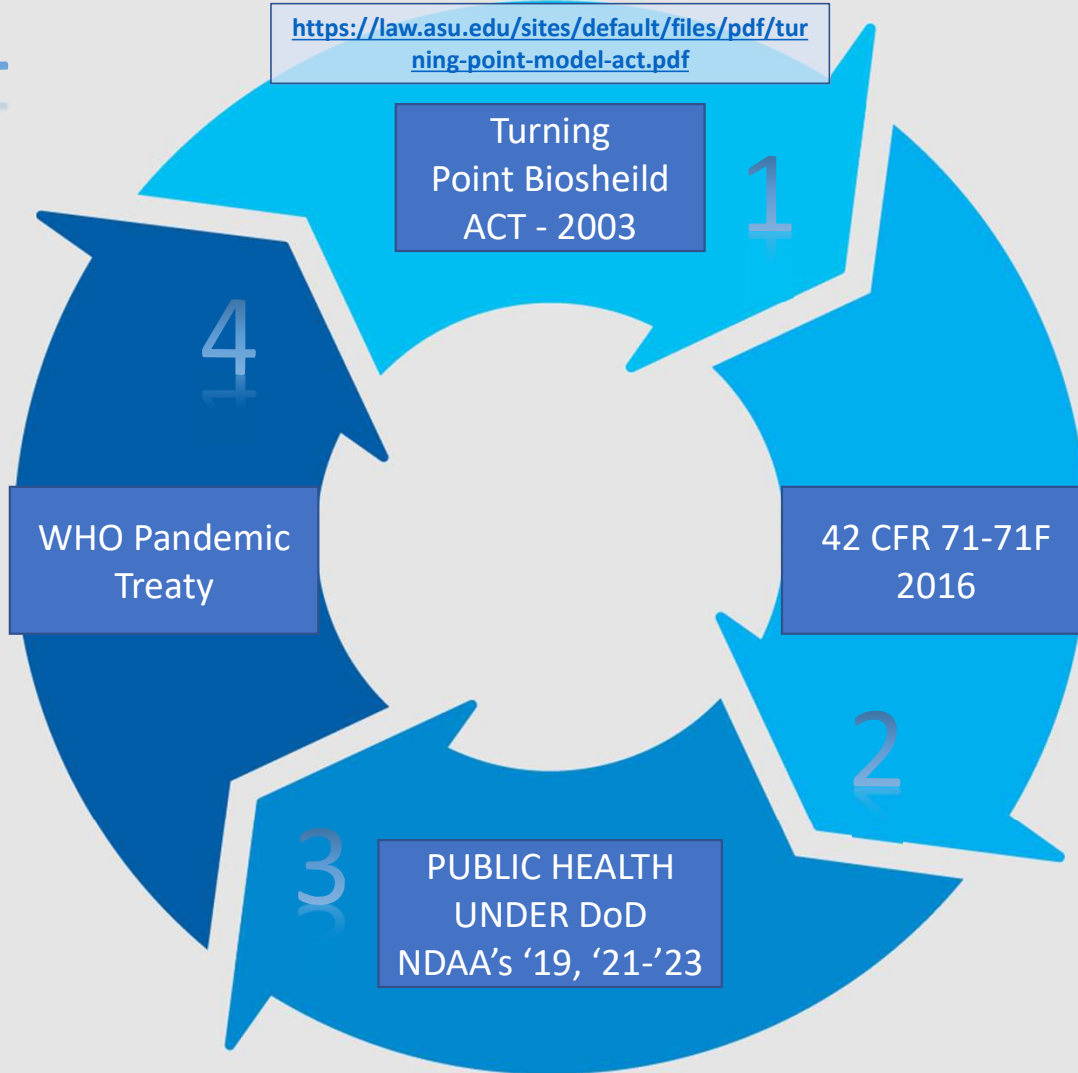 https://law.asu.edu/sites/default/files/pdf/tur
ning-point-model-act.pdf
Turning
Point Biosheild
ACT - 2003
1
42 CFR 71-71F
2016
2
PUBLIC HEALTH
UNDER DoD
NDAA’s ‘19, ‘21-’23
3
WHO Pandemic
Treaty
4